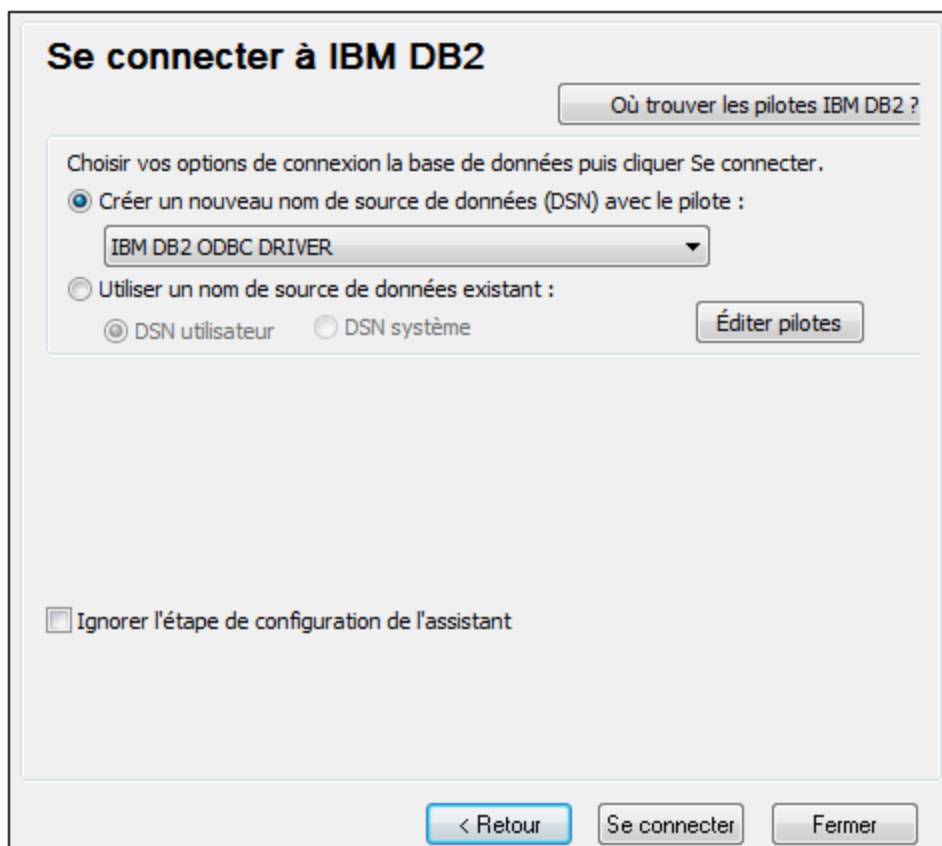 Se connecter à IBM DB2
Où trouver les pilotes IBM DB2 ?
Choisir vos options de connexion la base de données puis cliquer Se connecter.
Créer un nouveau nom de source de données (DSN) avec le pilote :
IBM DB2 ODBC DRIVER
Utiliser un nom de source de données existant :
DSN utilisateur DSN système Éditer pilotes
Ignorer l'étape de configuration de l'assistant
< Retour Se connecter Fermer